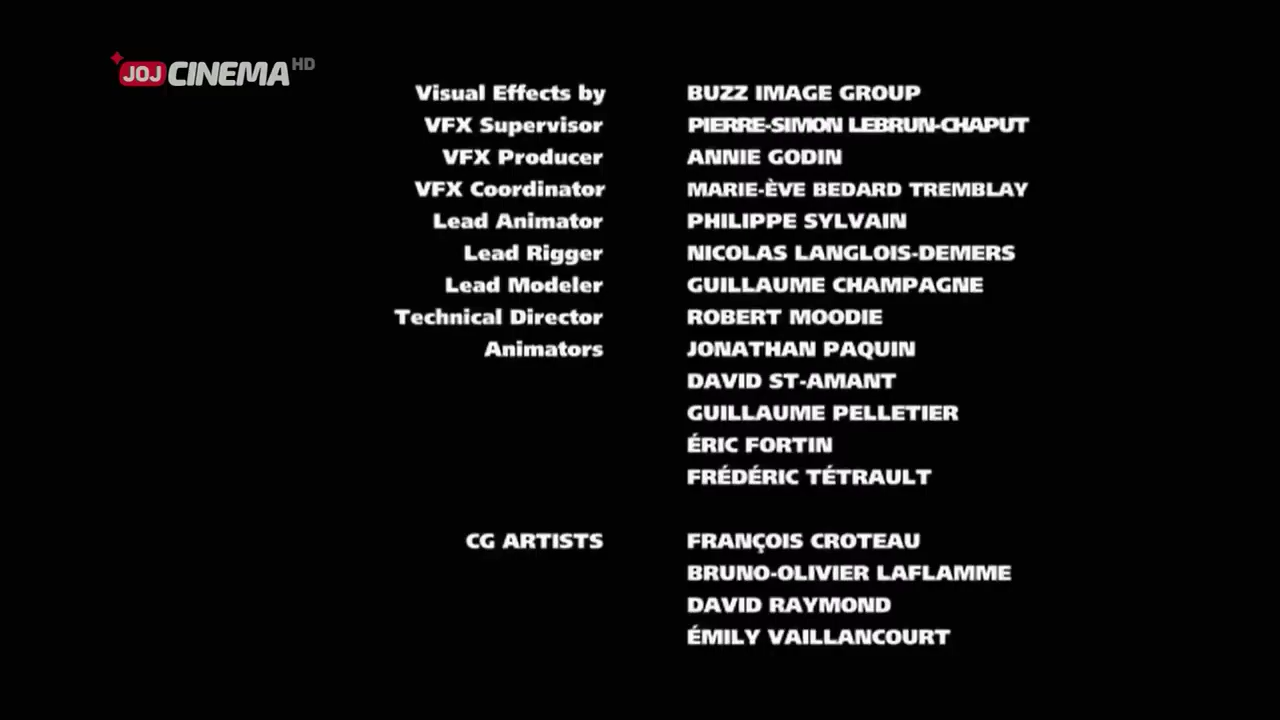 JOJ CINEMA HD
Visual Effects by BUZZ IMAGE GROUP
VFX Supervisor PIERRE-SIMON LEBRUN-CHAPUT
VFX Producer ANNIE GODIN
VFX Coordinator MARIE-ÈVE BEDARD TREMBLAY
Lead Animator PHILIPPE SYLVAIN
Lead Rigger NICOLAS LANGLOIS-DEMERS
Lead Modeler GUILLAUME CHAMPAGNE
Technical Director ROBERT MOODIE
Animators JONATHAN PAQUIN
DAVID ST-AMANT
GUILLAUME PELLETIER
ÉRIC FORTIN
FRÉDÉRIC TÉTRAULT
CG ARTISTS FRANÇOIS CROTEAU
BRUNO-OLIVIER LAFLAMME
DAVID RAYMOND
ÉMILY VAILLANCOURT